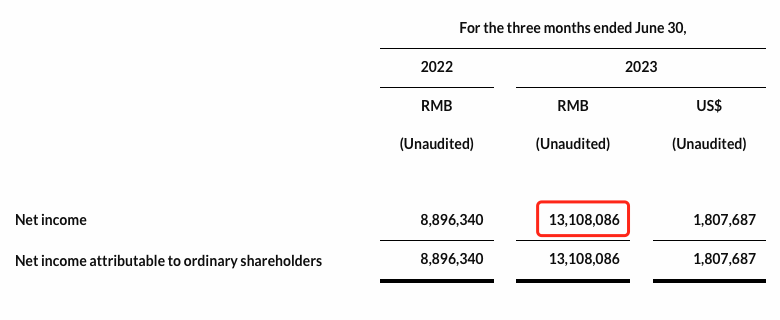 For the three months ended June 30,
2022 2023
RMB RMB US$
(Unaudited) (Unaudited) (Unaudited)
Net income 8,896,340 13,108,086 1,807,687
Net income attributable to ordinary shareholders 8,896,340 13,108,086 1,807,687